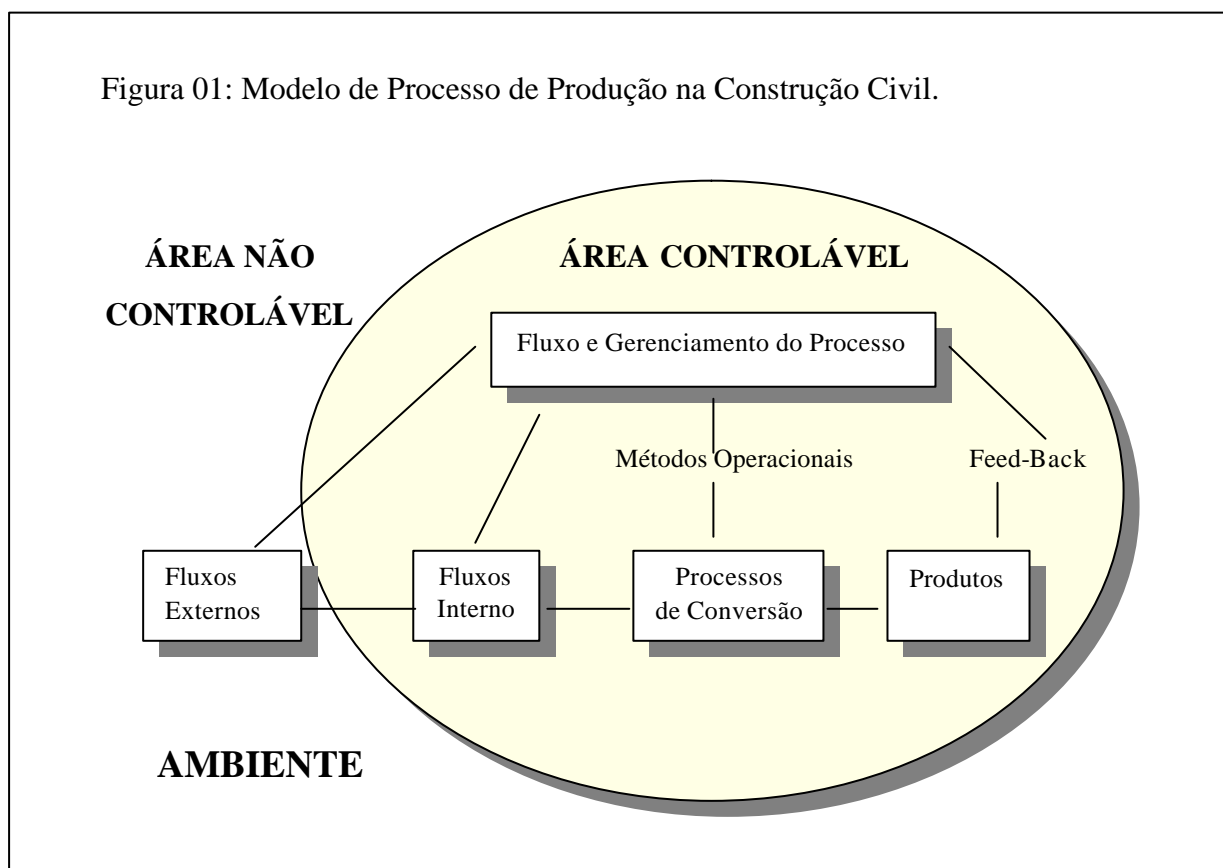 Figura 01: Modelo de Processo de Produção na Construção Civil.
ÁREA NÃO
CONTROLÁVEL
ÁREA CONTROLÁVEL
Fluxo e Gerenciamento do Processo
Métodos Operacionais
Feed-Back
Fluxos
Externos
Fluxos
Interno
Processos
de Conversão
Produtos
AMBIENTE